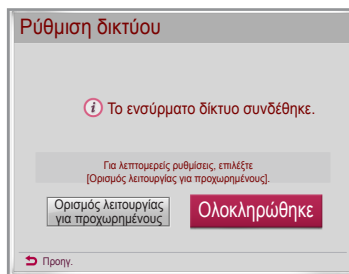 Ρύθμιση δικτύου
Το ενσύρματο δίκτυο συνδέθηκε.
Για λεπτομερείς ρυθμίσεις, επιλέξτε
[Ορισμός λειτουργίας για προχωρημένους].
Ορισμός λειτουργίας
για προχωρημένους
Ολοκληρώθηκε
Προηγ.